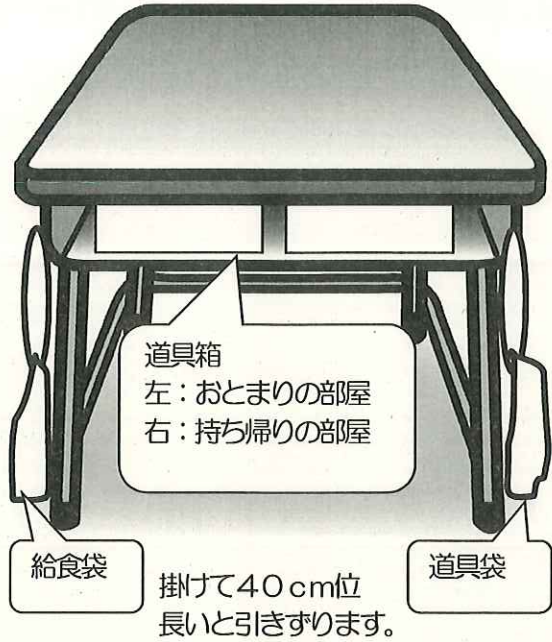 道具箱
左：おとまりの部屋
右：持ち帰りの部屋
給食袋
道具袋
掛けて40cm位
長いと引きずります。